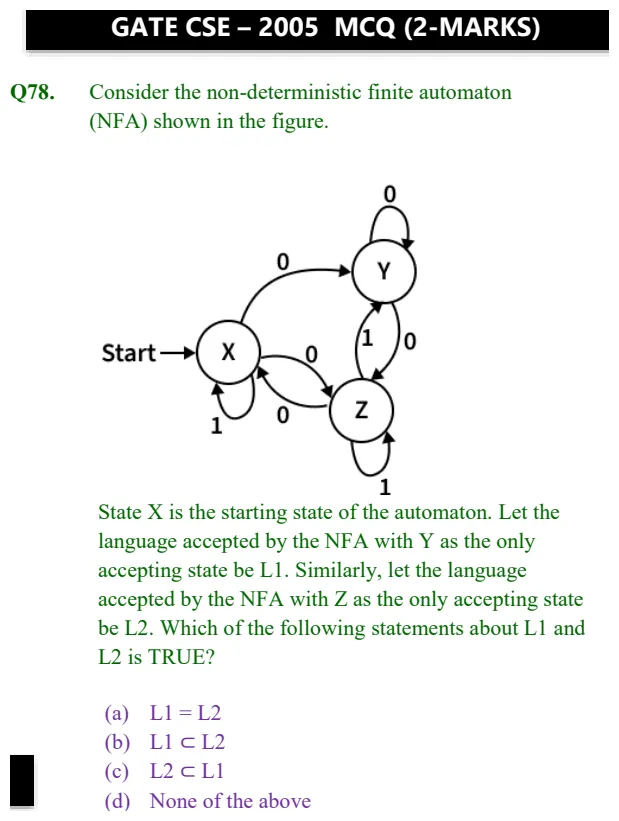 GATE CSE – 2005 MCQ (2-MARKS)
Q78. Consider the non-deterministic finite automaton
(NFA) shown in the figure.
0
0
Y
1 0
Start X 0
Z
1 0
1
State X is the starting state of the automaton. Let the
language accepted by the NFA with Y as the only
accepting state be L1. Similarly, let the language
accepted by the NFA with Z as the only accepting state
be L2. Which of the following statements about L1 and
L2 is TRUE?
(a) L1 = L2
(b) L1 ⊂ L2
(c) L2 ⊂ L1
(d) None of the above